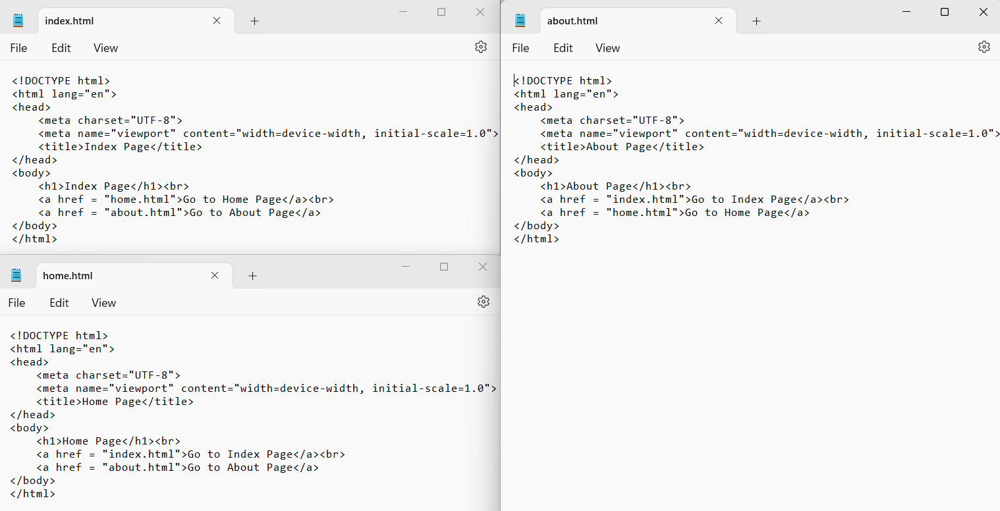 index.html
File Edit View
<!DOCTYPE html>
<html lang="en">
<head>
    <meta charset="UTF-8">
    <meta name="viewport" content="width=device-width, initial-scale=1.0">
    <title>Index Page</title>
</head>
<body>
    <h1>Index Page</h1><br>
    <a href = "home.html">Go to Home Page</a><br>
    <a href = "about.html">Go to About Page</a>
</body>
</html>
home.html
File Edit View
<!DOCTYPE html>
<html lang="en">
<head>
    <meta charset="UTF-8">
    <meta name="viewport" content="width=device-width, initial-scale=1.0">
    <title>Home Page</title>
</head>
<body>
    <h1>Home Page</h1><br>
    <a href = "index.html">Go to Index Page</a><br>
    <a href = "about.html">Go to About Page</a>
</body>
</html>
about.html
File Edit View
<!DOCTYPE html>
<html lang="en">
<head>
    <meta charset="UTF-8">
    <meta name="viewport" content="width=device-width, initial-scale=1.0">
    <title>About Page</title>
</head>
<body>
    <h1>About Page</h1><br>
    <a href = "index.html">Go to Index Page</a><br>
    <a href = "home.html">Go to Home Page</a>
</body>
</html>